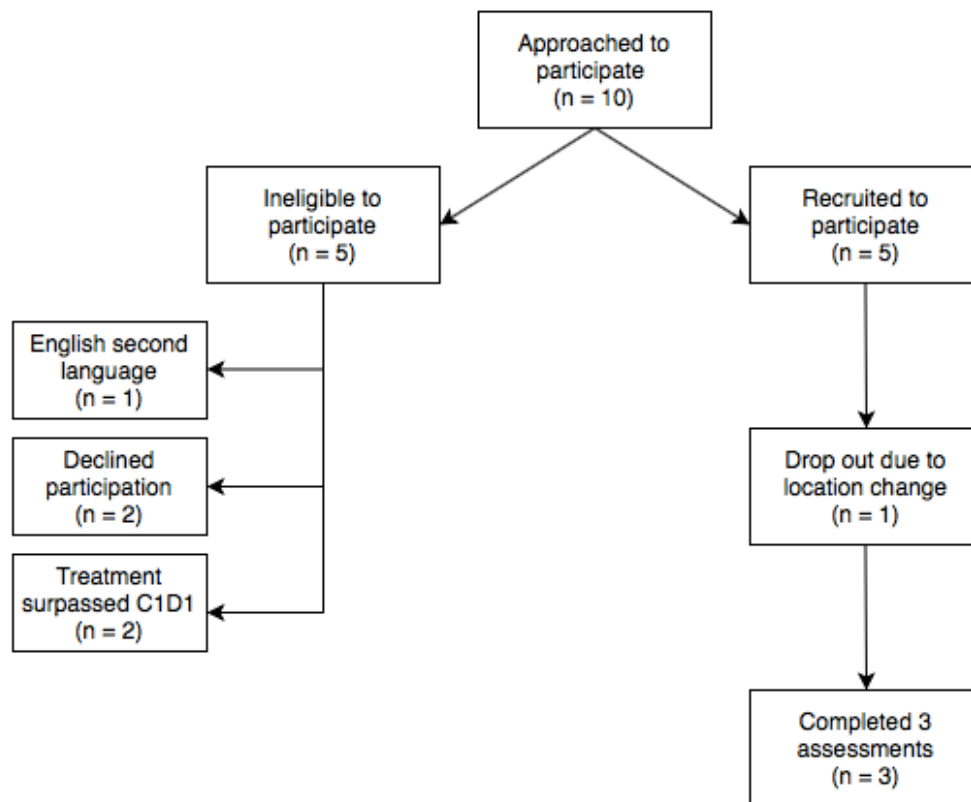 Approached to
participate
(n = 10)
Ineligible to
participate
(n = 5)
Recruited to
participate
(n = 5)
English second
language
(n = 1)
Declined
participation
(n = 2)
Treatment
surpassed C1D1
(n = 2)
Drop out due to
location change
(n = 1)
Completed 3
assessments
(n = 3)